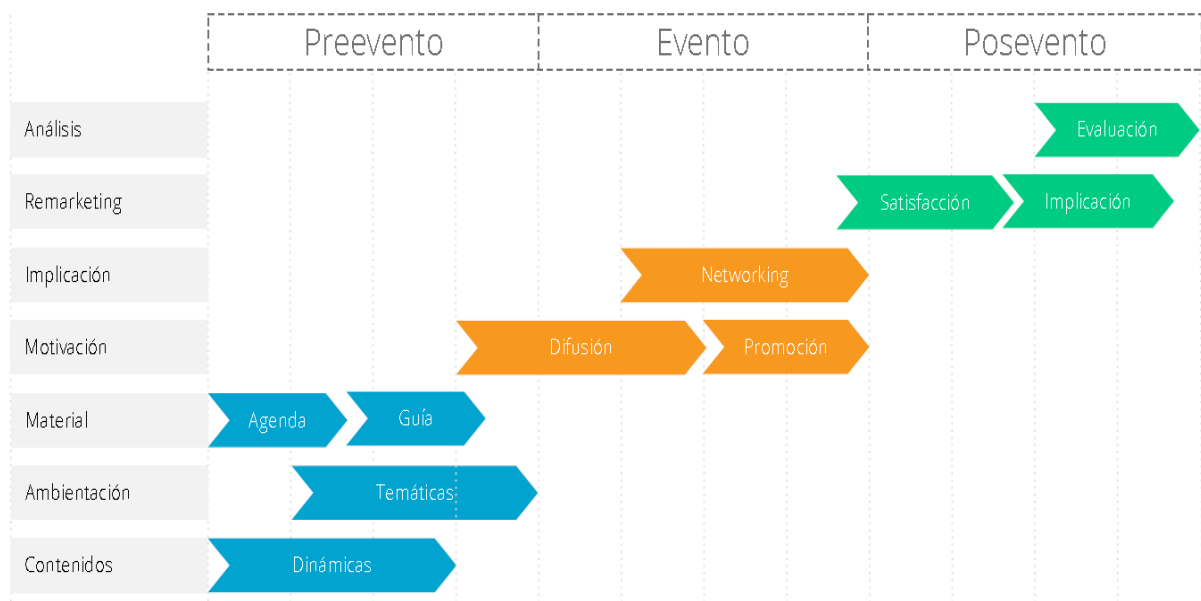 Preevento
Evento
Posevento
Análisis
Evaluación
Remarketing
Satisfacción
Implicación
Implicación
Networking
Motivación
Difusión
Promoción
Material
Agenda
Guía
Ambientación
Temáticas
Contenidos
Dinámicas